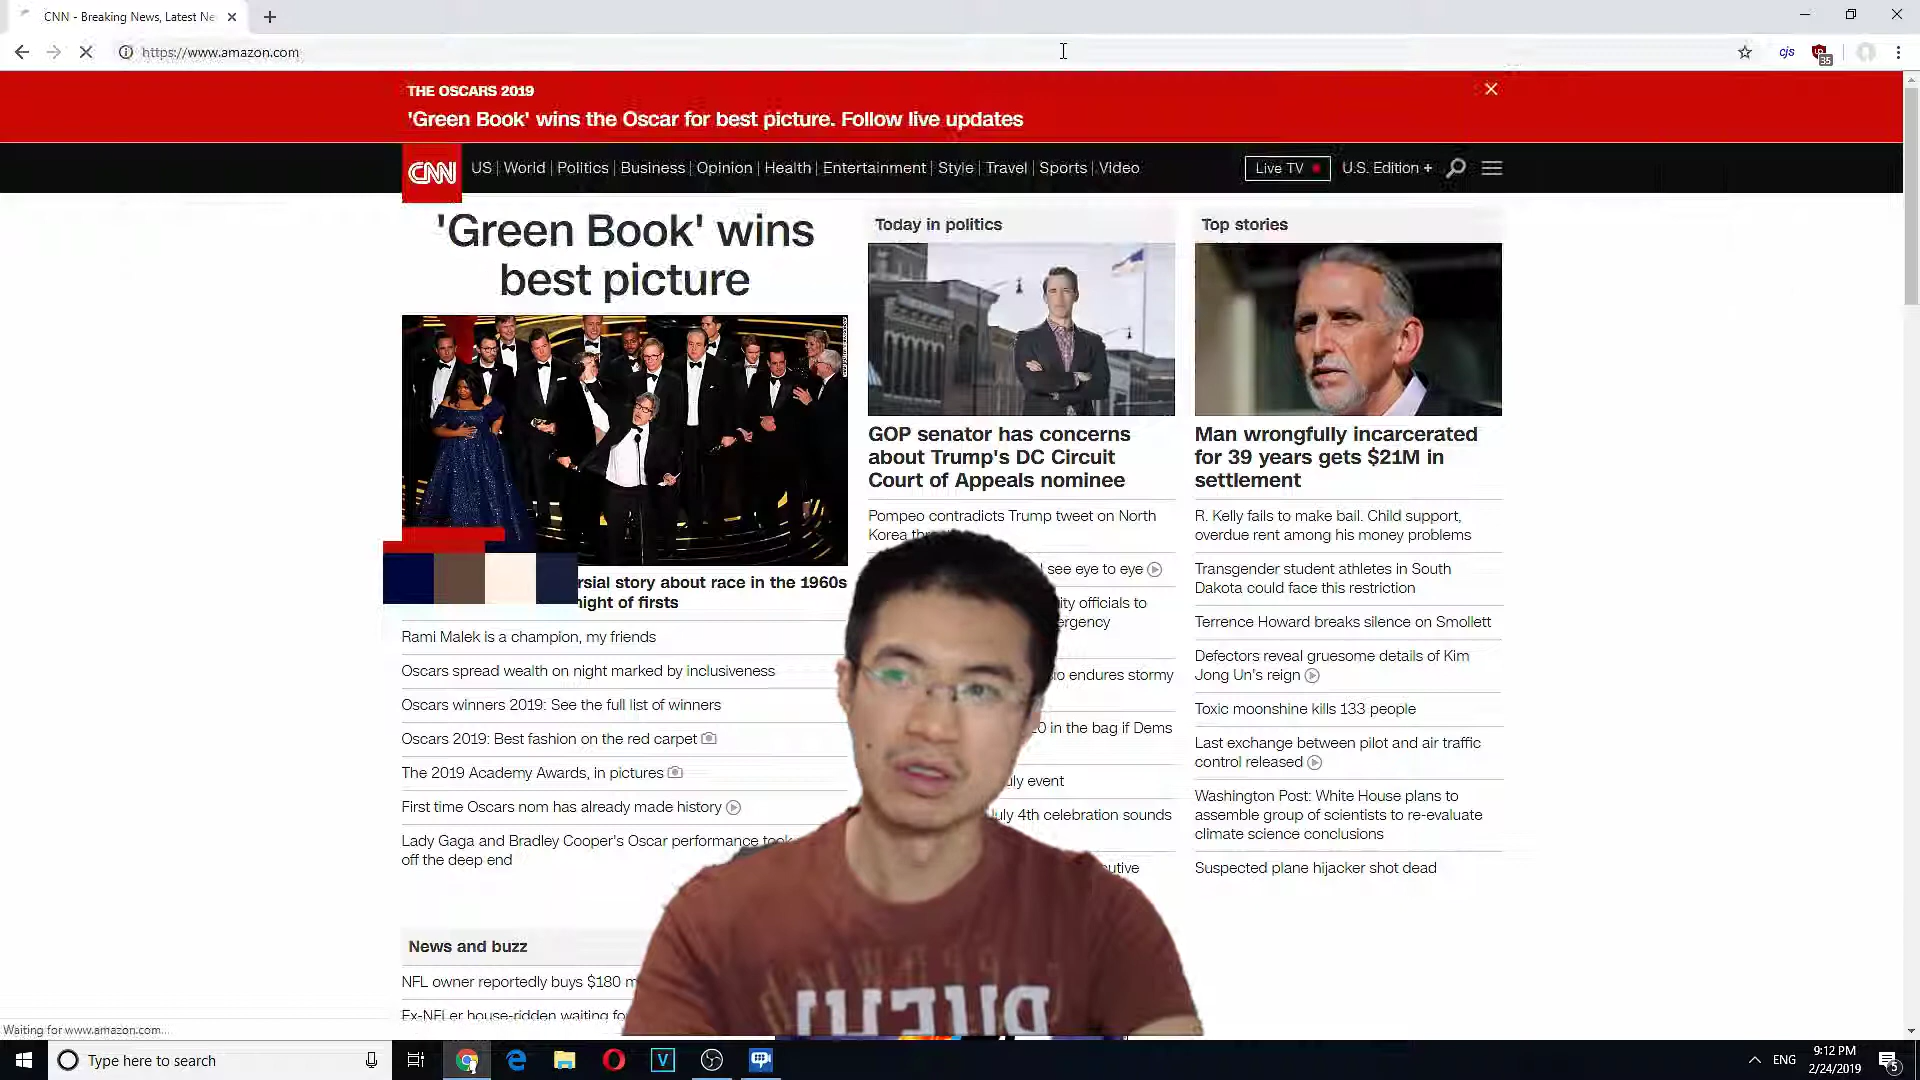 CNN - Breaking News, Latest Ne
https://www.amazon.com
cjs
35
THE OSCARS 2019
'Green Book' wins the Oscar for best picture. Follow live updates
CNN
US World Politics Business Opinion Health Entertainment Style Travel Sports Video
Live TV
U.S. Edition +
'Green Book' wins
best picture
rsial story about race in the 1960s
night of firsts
Rami Malek is a champion, my friends
Oscars spread wealth on night marked by inclusiveness
Oscars winners 2019: See the full list of winners
Oscars 2019: Best fashion on the red carpet
The 2019 Academy Awards, in pictures
First time Oscars nom has already made history
Lady Gaga and Bradley Cooper's Oscar performance took
off the deep end
News and buzz
NFL owner reportedly buys $180 m
Ex-NFLer house-ridden waiting fo
Today in politics
GOP senator has concerns
about Trump's DC Circuit
Court of Appeals nominee
Pompeo contradicts Trump tweet on North
Korea
see eye to eye
ity officials to
ergency
io endures stormy
0 in the bag if Dems
uly event
July 4th celebration sounds
cutive
Top stories
Man wrongfully incarcerated
for 39 years gets $21M in
settlement
R. Kelly fails to make bail. Child support,
overdue rent among his money problems
Transgender student athletes in South
Dakota could face this restriction
Terrence Howard breaks silence on Smollett
Defectors reveal gruesome details of Kim
Jong Un's reign
Toxic moonshine kills 133 people
Last exchange between pilot and air traffic
control released
Washington Post: White House plans to
assemble group of scientists to re-evaluate
climate science conclusions
Suspected plane hijacker shot dead
Waiting for www.amazon.com...
Type here to search
V
ENG
9:12 PM
2/24/2019
5